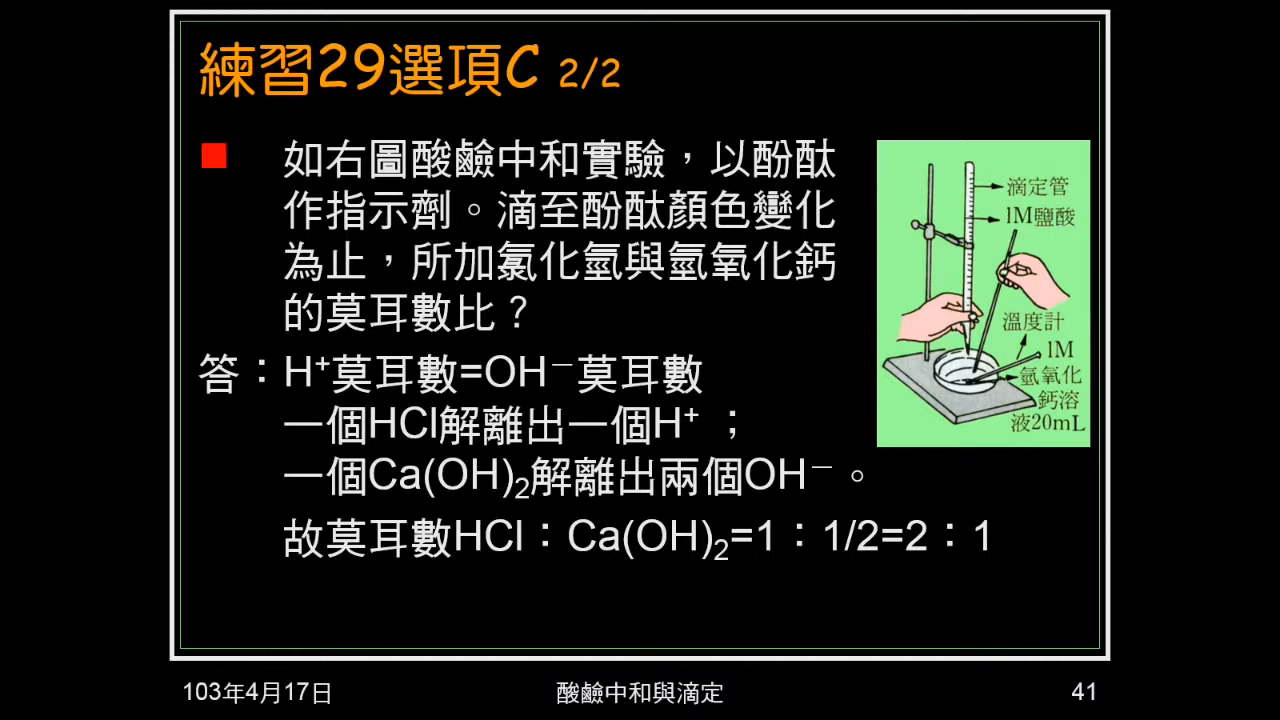 練習29選項C 2/2
如右圖酸鹼中和實驗，以酚酞
作指示劑。滴至酚酞顏色變化
為止，所加氯化氫與氫氧化鈣
的莫耳數比？
答：H⁺莫耳數=OH⁻莫耳數
一個HCl解離出一個H⁺；
一個Ca(OH)₂解離出兩個OH⁻。
故莫耳數HCl：Ca(OH)₂=1：1/2=2：1
滴定管
1M鹽酸
溫度計
1M
氫氧化
鈣溶
液20mL
103年4月17日
酸鹼中和與滴定
41